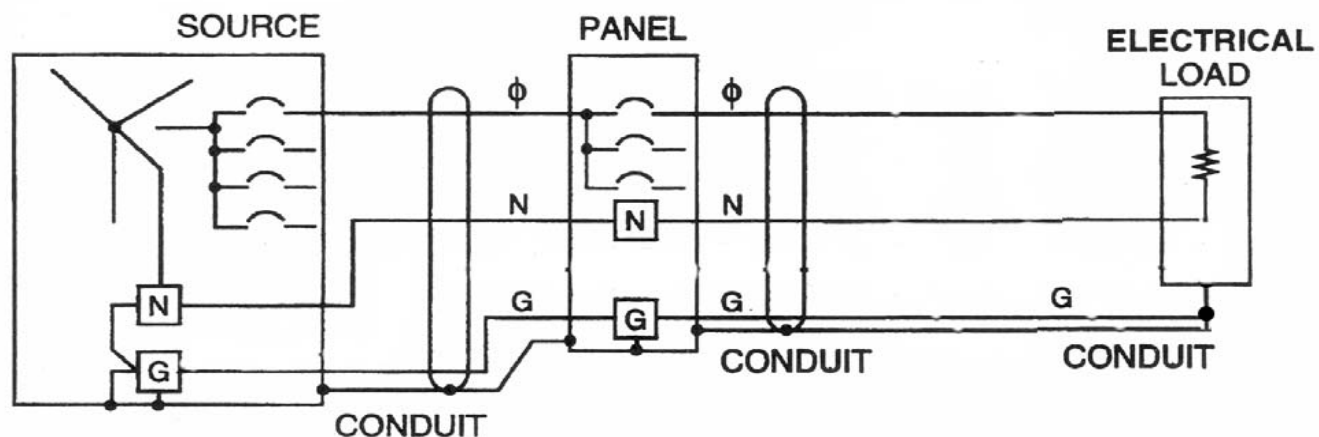 SOURCE
PANEL
ELECTRICAL
LOAD
ϕ
ϕ
N
N
N
N
G
G
G
G
G
CONDUIT
CONDUIT
CONDUIT